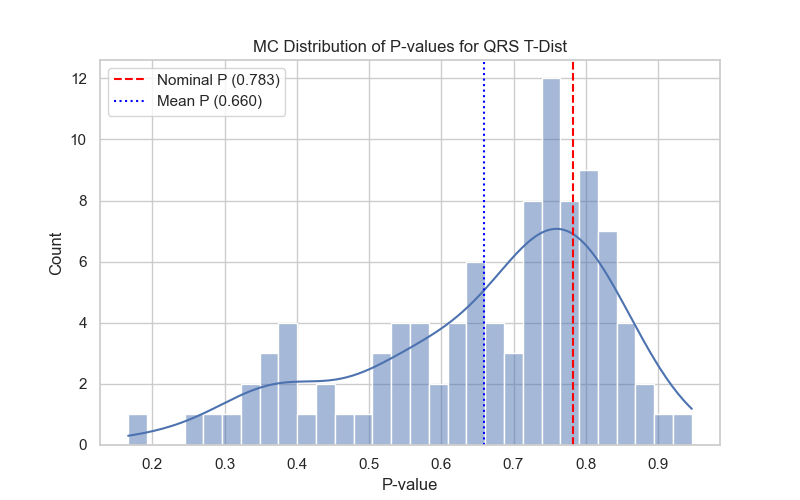 MC Distribution of P-values for QRS T-Dist
Nominal P (0.783)
Mean P (0.660)
12
10
8
6
4
2
0
Count
0.2 0.3 0.4 0.5 0.6 0.7 0.8 0.9
P-value